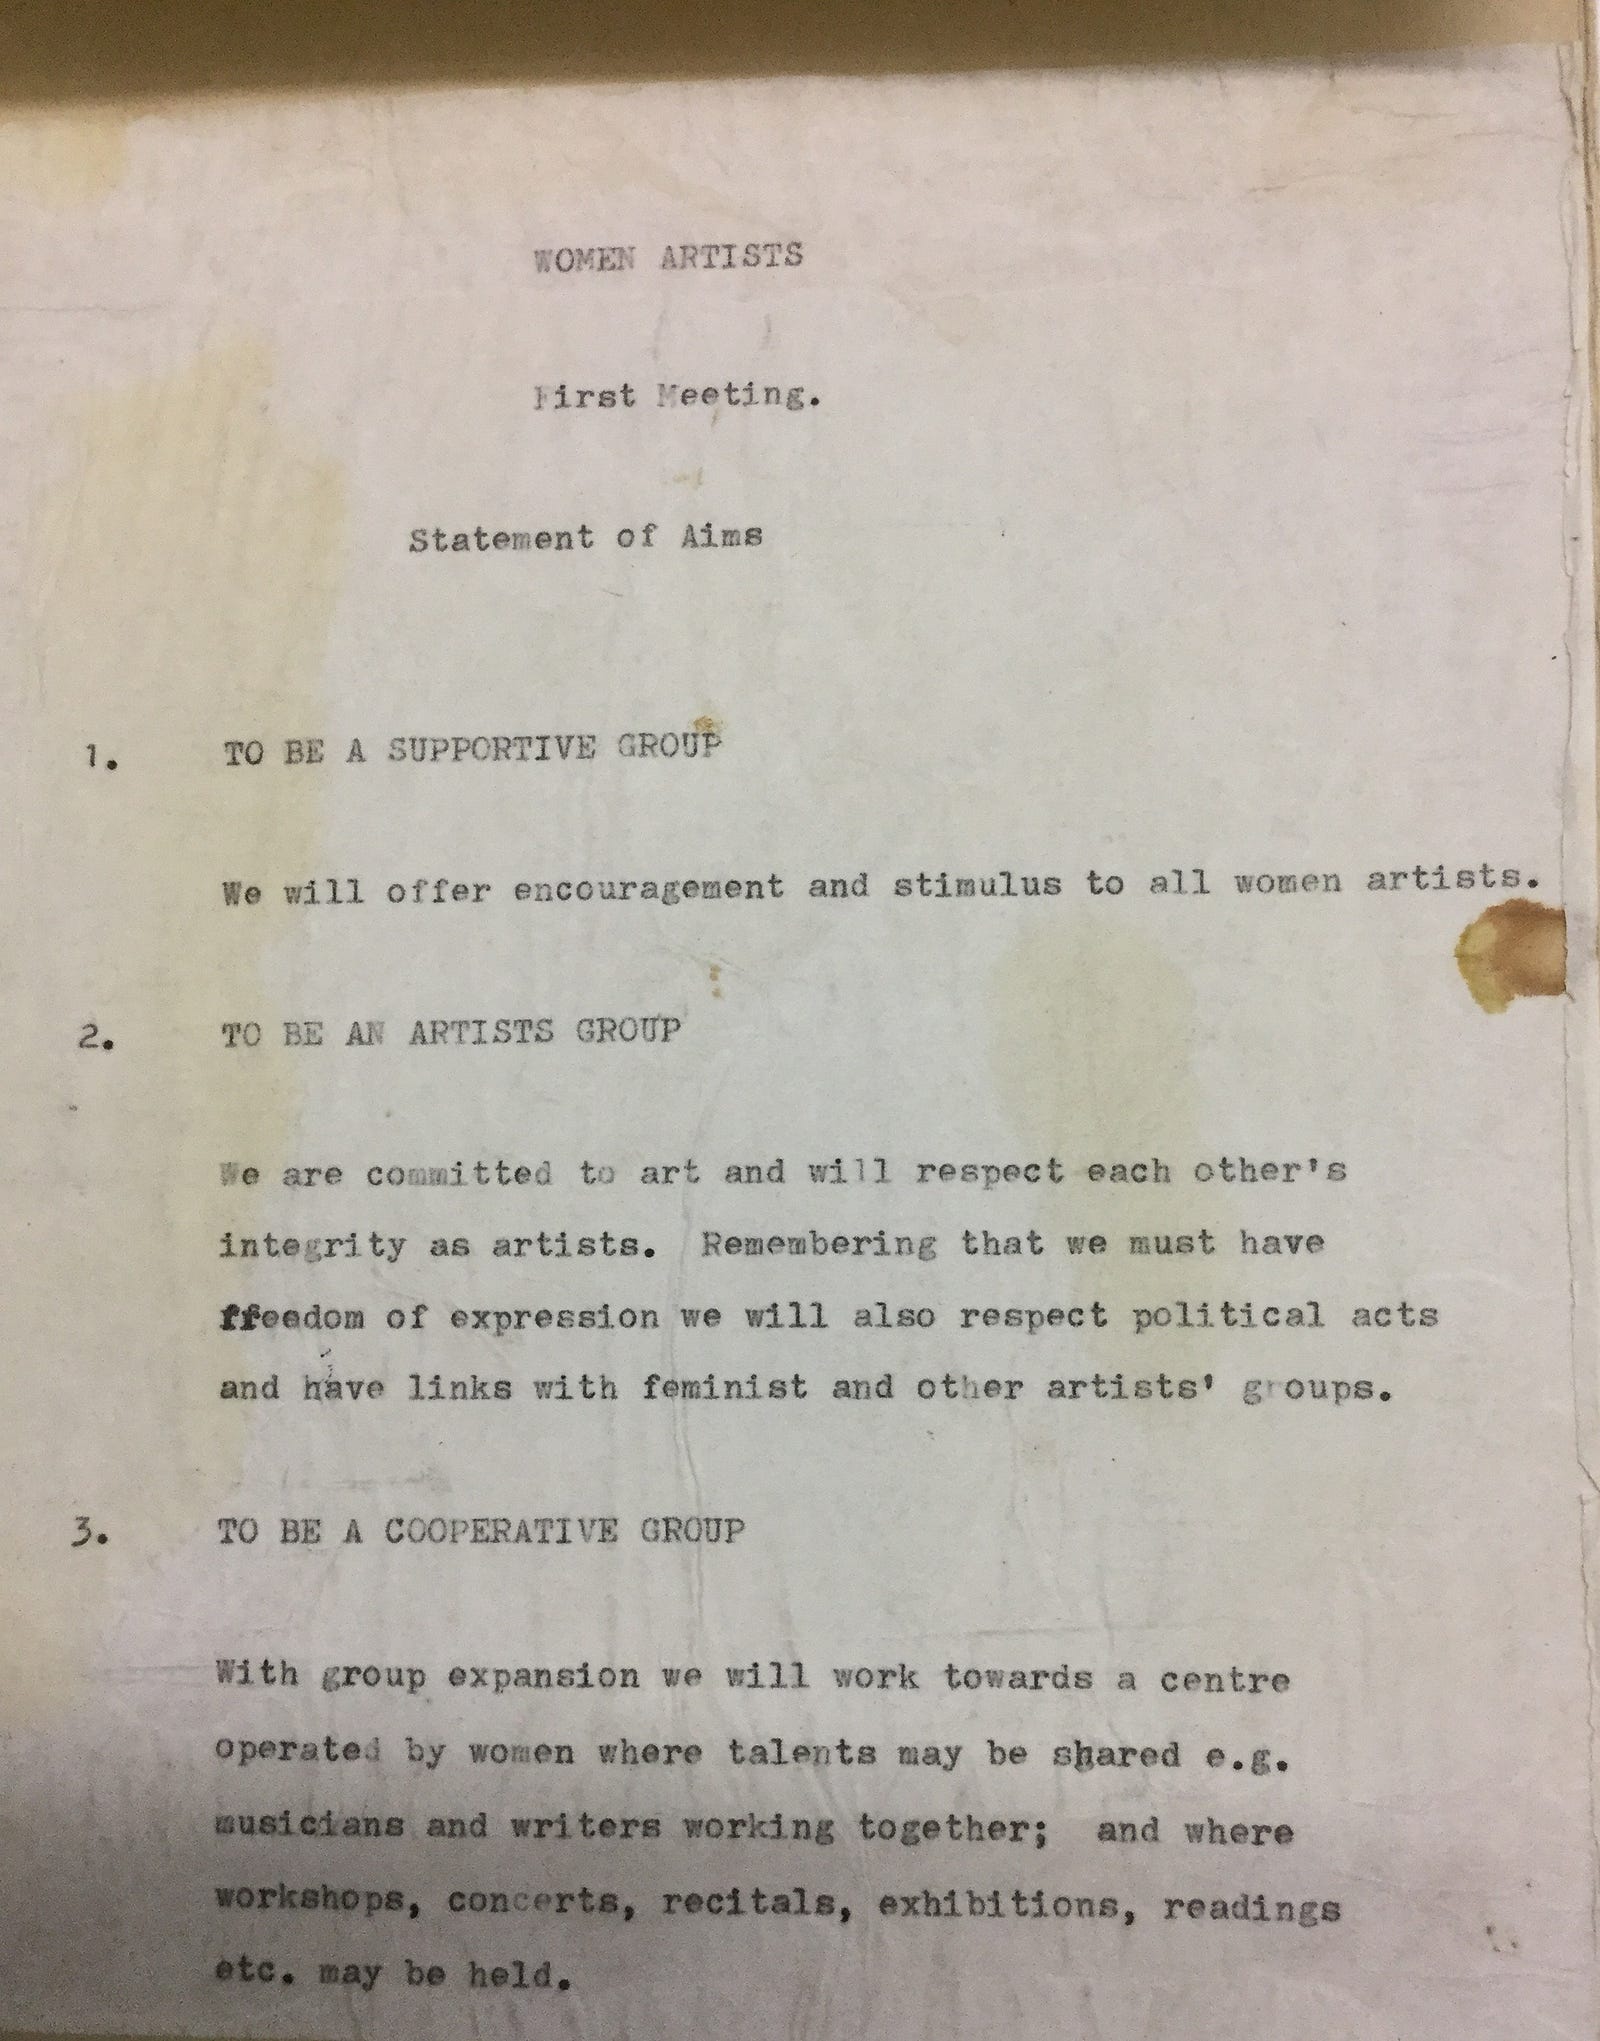 WOMEN ARTISTS
First Meeting.
Statement of Aims
1. TO BE A SUPPORTIVE GROUP
We will offer encouragement and stimulus to all women artists.
2. TO BE AN ARTISTS GROUP
We are committed to art and will respect each other's
integrity as artists. Remembering that we must have
ffeedom of expression we will also respect political acts
and have links with feminist and other artists' groups.
3. TO BE A COOPERATIVE GROUP
With group expansion we will work towards a centre
operated by women where talents may be shared e.g.
musicians and writers working together; and where
workshops, concerts, recitals, exhibitions, readings
etc. may be held.